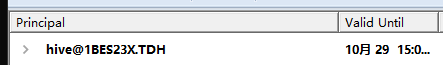 Principal Valid Until
hive@1BES23X.TDH 10月 29 15:0...